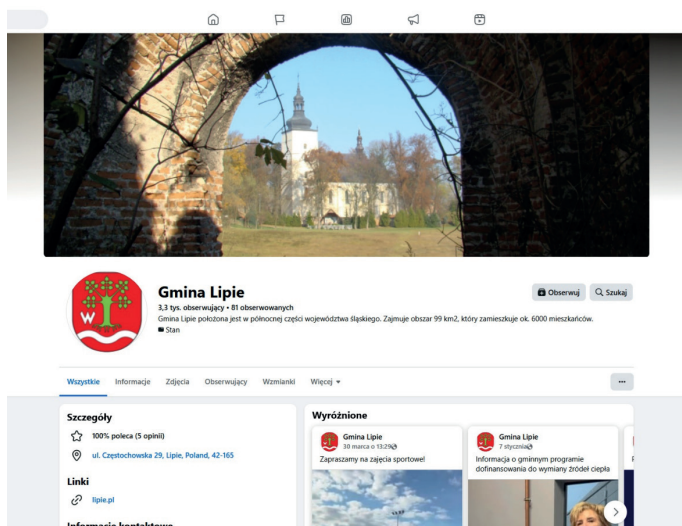 W
Gmina Lipie
3,3 tys. obserwujący • 81 obserwowanych
Gmina Lipie położona jest w północnej części województwa śląskiego. Zajmuje obszar 99 km2, który zamieszkuje ok. 6000 mieszkańców.
Stan
Obserwuj
Szukaj
Wszystkie Informacje Zdjęcia Obserwujący Wzmianki Więcej
Szczegóły
100% poleca (5 opinii)
ul. Częstochowska 29, Lipie, Poland, 42-165
Linki
lipie.pl
Informacje kontaktowe
Wyróżnione
Gmina Lipie
30 marca o 13:29
Zapraszamy na zajęcia sportowe!
Gmina Lipie
7 stycznia
Informacja o gminnym programie
dofinansowania do wymiany źródeł ciepła